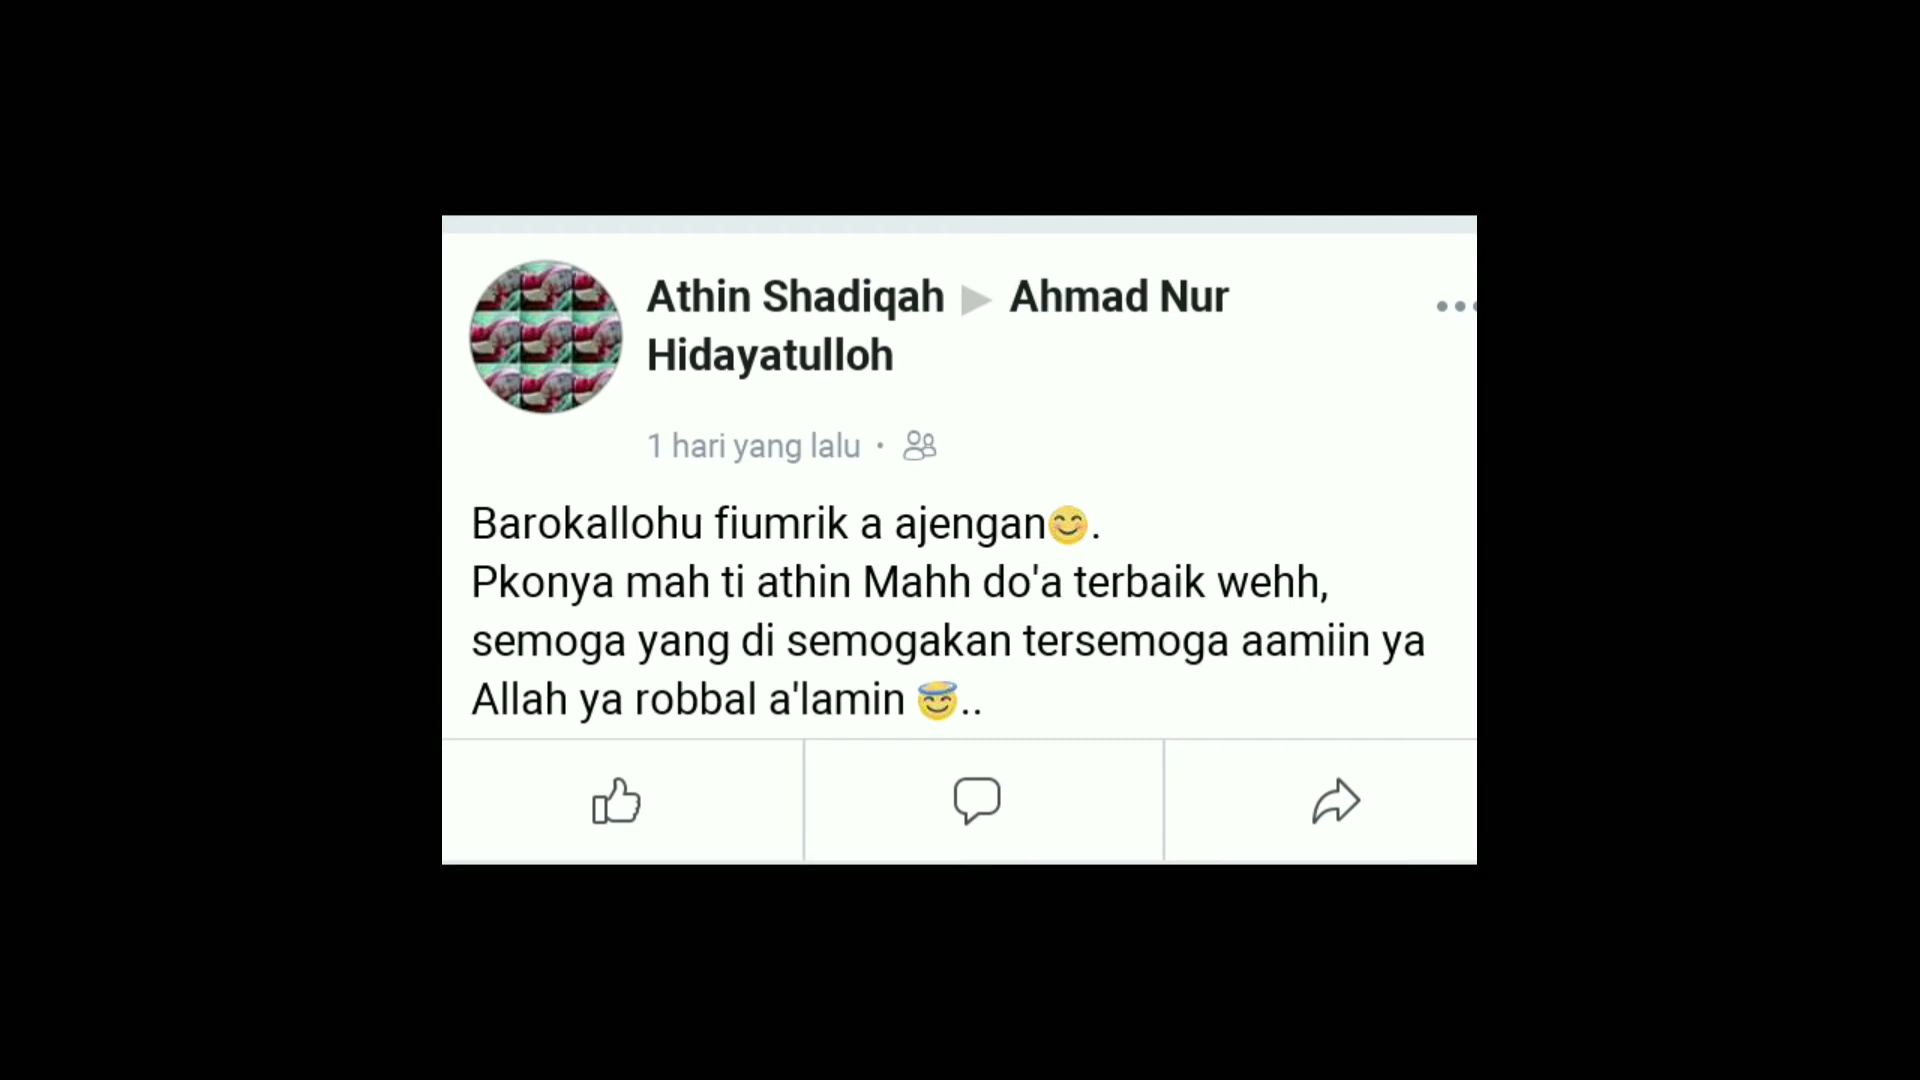 Athin Shadiqah ▶ Ahmad Nur
Hidayatulloh
1 hari yang lalu ·
Barokallohu fiumrik a ajengan😊.
Pkonya mah ti athin Mahh do'a terbaik wehh,
semoga yang di semogakan tersemoga aamiin ya
Allah ya robbal a'lamin 😇..